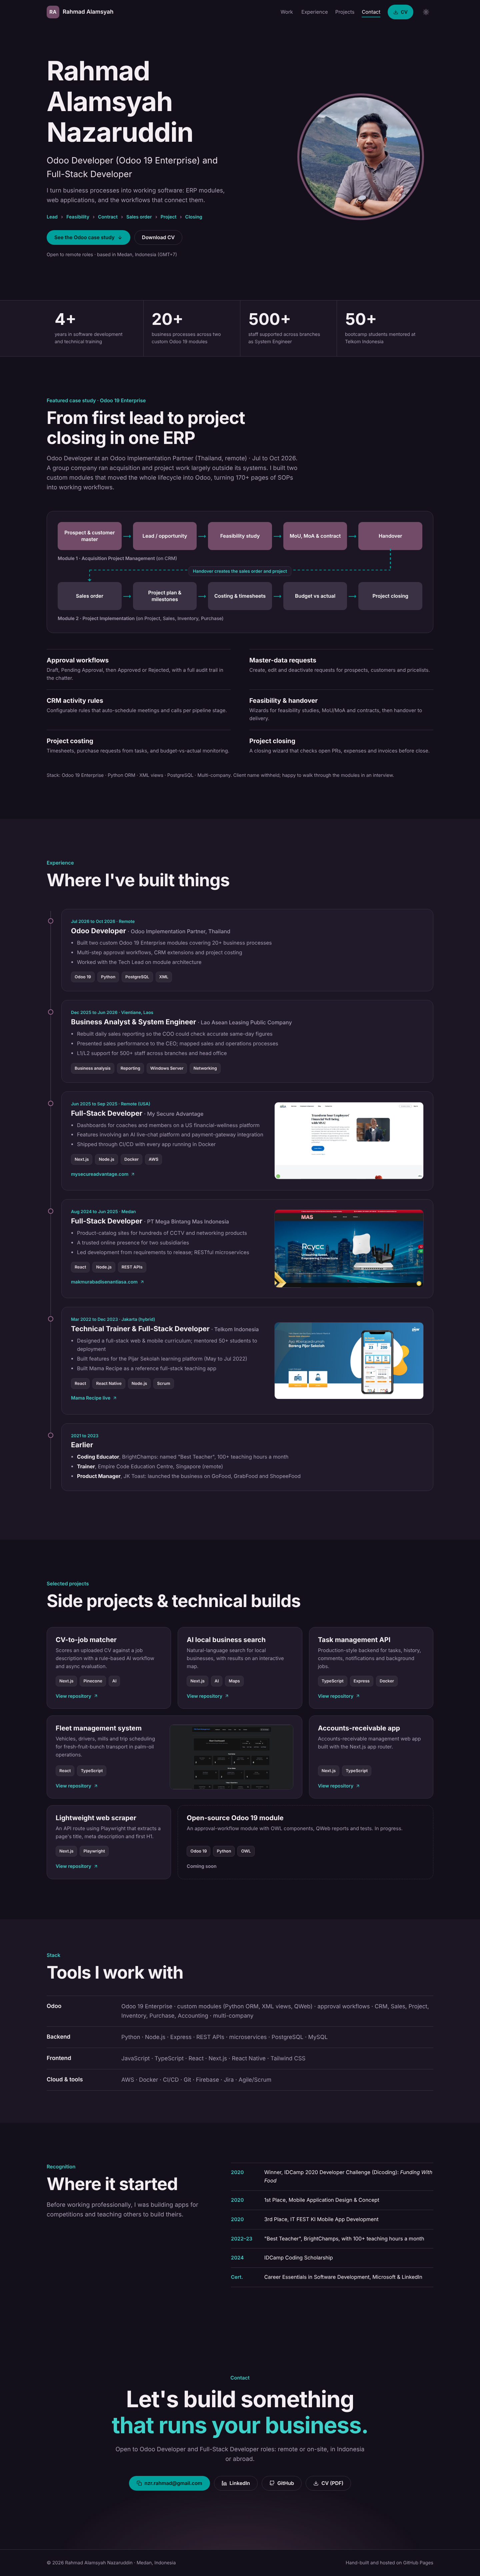 RA Rahmad Alamsyah
Work Experience Projects Contact CV
Rahmad
Alamsyah
Nazaruddin
Odoo Developer (Odoo 19 Enterprise) and
Full-Stack Developer
I turn business processes into working software: ERP modules,
web applications, and the workflows that connect them.
Lead › Feasibility › Contract › Sales order › Project › Closing
See the Odoo case study Download CV
Open to remote roles · based in Medan, Indonesia (GMT+7)
4+
years in software development
and technical training
20+
business processes across two
custom Odoo 19 modules
500+
staff supported across branches
as System Engineer
50+
bootcamp students mentored at
Telkom Indonesia
Featured case study · Odoo 19 Enterprise
From first lead to project
closing in one ERP
Odoo Developer at an Odoo Implementation Partner (Thailand, remote) · Jul to Oct 2026.
A group company ran acquisition and project work largely outside its systems. I built two
custom modules that moved the whole lifecycle into Odoo, turning 170+ pages of SOPs
into working workflows.
Prospect & customer
master
Lead / opportunity
Feasibility study
MoU, MoA & contract
Handover
Module 1 · Acquisition Project Management (on CRM)
Handover creates the sales order and project
Sales order
Project plan &
milestones
Costing & timesheets
Budget vs actual
Project closing
Module 2 · Project Implementation (on Project, Sales, Inventory, Purchase)
Approval workflows
Draft, Pending Approval, then Approved or Rejected, with a full audit trail in
the chatter.
Master-data requests
Create, edit and deactivate requests for prospects, customers and pricelists.
CRM activity rules
Configurable rules that auto-schedule meetings and calls per pipeline stage.
Feasibility & handover
Wizards for feasibility studies, MoU/MoA and contracts, then handover to
delivery.
Project costing
Timesheets, purchase requests from tasks, and budget-vs-actual monitoring.
Project closing
A closing wizard that checks open PRs, expenses and invoices before close.
Stack: Odoo 19 Enterprise · Python ORM · XML views · PostgreSQL · Multi-company. Client name withheld; happy to walk through the modules in an interview.
Experience
Where I've built things
Jul 2026 to Oct 2026 · Remote
Odoo Developer · Odoo Implementation Partner, Thailand
• Built two custom Odoo 19 Enterprise modules covering 20+ business processes
• Multi-step approval workflows, CRM extensions and project costing
• Worked with the Tech Lead on module architecture
Odoo 19 Python PostgreSQL XML
Dec 2025 to Jun 2026 · Vientiane, Laos
Business Analyst & System Engineer · Lao Asean Leasing Public Company
• Rebuilt daily sales reporting so the COO could check accurate same-day figures
• Presented sales performance to the CEO; mapped sales and operations processes
• L1/L2 support for 500+ staff across branches and head office
Business analysis Reporting Windows Server Networking
Jan 2025 to Sep 2025 · Remote (USA)
Full-Stack Developer · My Secure Advantage
• Dashboards for coaches and members on a US financial-wellness platform
• Features involving an AI live-chat platform and payment-gateway integration
• Shipped through CI/CD with every app running in Docker
Next.js Node.js Docker AWS
mysecureadvantage.com
Aug 2024 to Jun 2025 · Medan
Full-Stack Developer · PT Mega Bintang Mas Indonesia
• Product-catalog sites for hundreds of CCTV and networking products
• A trusted online presence for two subsidiaries
• Led development from requirements to release; RESTful microservices
React Node.js REST APIs
makmurabadisenantiasa.com
MAS
Rcycc
Mar 2022 to Dec 2023 · Jakarta (hybrid)
Technical Trainer & Full-Stack Developer · Telkom Indonesia
• Designed a full-stack web & mobile curriculum; mentored 50+ students to
deployment
• Built features for the Pijar Sekolah learning platform (May to Jul 2022)
• Built Mama Recipe as a reference full-stack teaching app
React React Native Node.js Scrum
Mama Recipe live
2021 to 2023
Earlier
• Coding Educator, BrightChamps: named "Best Teacher", 100+ teaching hours a month
• Trainer, Empire Code Education Centre, Singapore (remote)
• Product Manager, JK Toast: launched the business on GoFood, GrabFood and ShopeeFood
Selected projects
Side projects & technical builds
CV-to-job matcher
Scores an uploaded CV against a job
description with a rule-based AI workflow
and async evaluation.
Next.js Pinecone AI
View repository
AI local business search
Natural-language search for local
businesses, with results on an interactive
map.
Next.js AI Maps
View repository
Task management API
Production-style backend for tasks, history,
comments, notifications and background
jobs.
TypeScript Express Docker
View repository
Fleet management system
Vehicles, drivers, mills and trip scheduling
for fresh-fruit-bunch transport in palm-oil
operations.
React TypeScript
View repository
Accounts-receivable app
Accounts-receivable management web app
built with the Next.js app router.
Next.js TypeScript
View repository
Lightweight web scraper
An API route using Playwright that extracts a
page's title, meta description and first H1.
Next.js Playwright
View repository
Open-source Odoo 19 module
An approval-workflow module with OWL components, QWeb reports and tests. In progress.
Odoo 19 Python OWL
Coming soon
Stack
Tools I work with
Odoo
Odoo 19 Enterprise · custom modules (Python ORM, XML views, QWeb) · approval workflows · CRM, Sales, Project,
Inventory, Purchase, Accounting · multi-company
Backend
Python · Node.js · Express · REST APIs · microservices · PostgreSQL · MySQL
Frontend
JavaScript · TypeScript · React · Next.js · React Native · Tailwind CSS
Cloud & tools
AWS · Docker · CI/CD · Git · Firebase · Jira · Agile/Scrum
Recognition
Where it started
Before working professionally, I was building apps for
competitions and teaching others to build theirs.
2020 Winner, IDCamp 2020 Developer Challenge (Dicoding): Funding With
Food
2020 1st Place, Mobile Application Design & Concept
2020 3rd Place, IT FEST KI Mobile App Development
2022-23 "Best Teacher", BrightChamps, with 100+ teaching hours a month
2024 IDCamp Coding Scholarship
Cert. Career Essentials in Software Development, Microsoft & LinkedIn
Contact
Let's build something
that runs your business.
Open to Odoo Developer and Full-Stack Developer roles: remote or on-site, in Indonesia
or abroad.
LinkedIn GitHub CV (PDF)
© 2026 Rahmad Alamsyah Nazaruddin · Medan, Indonesia
Hand-built and hosted on GitHub Pages